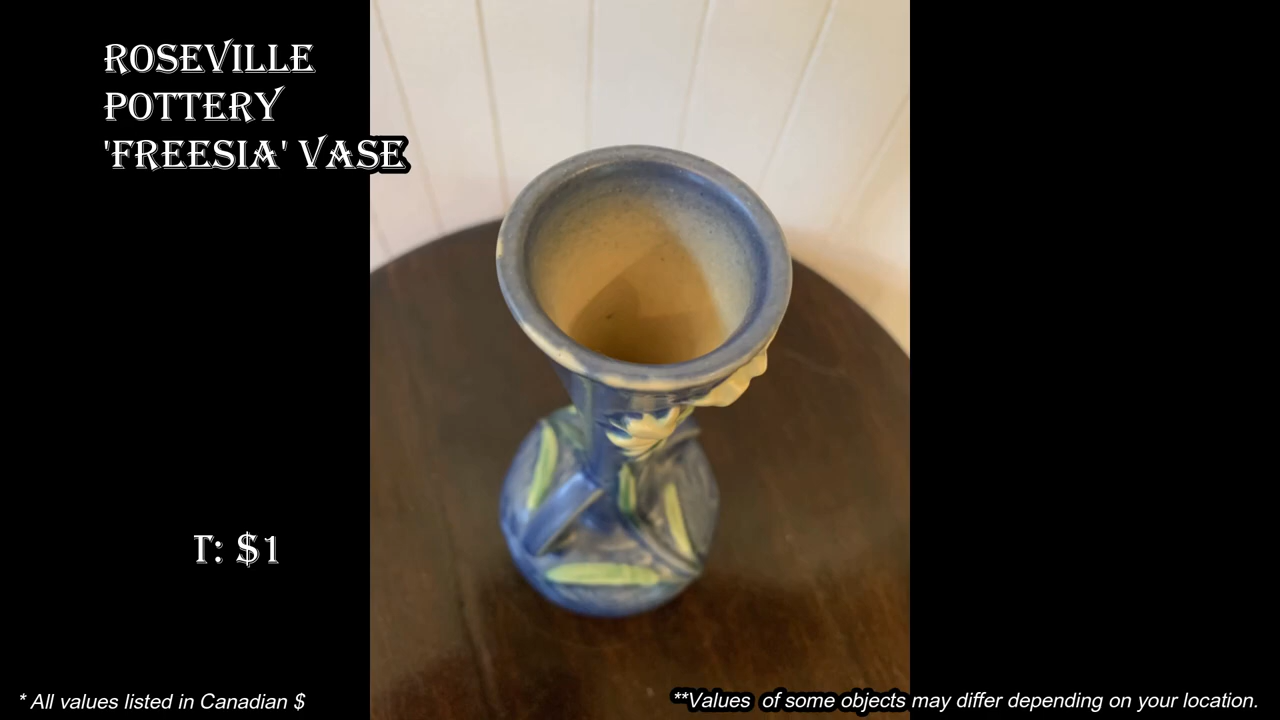 ROSEVILLE
POTTERY
'FREESIA' VASE
T: $1
* All values listed in Canadian $
**Values of some objects may differ depending on your location.